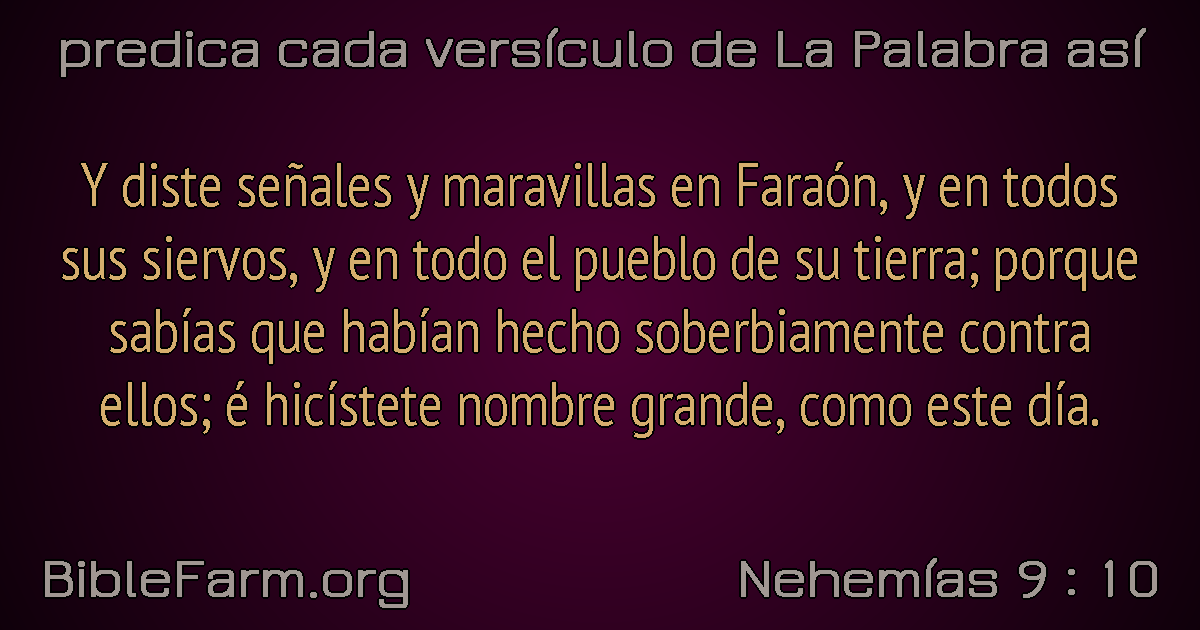 predica cada versículo de La Palabra así
Y diste señales y maravillas en Faraón, y en todos
sus siervos, y en todo el pueblo de su tierra; porque
sabías que habían hecho soberbiamente contra
ellos; é hicístete nombre grande, como este día.
BibleFarm.org
Nehemías 9 : 10